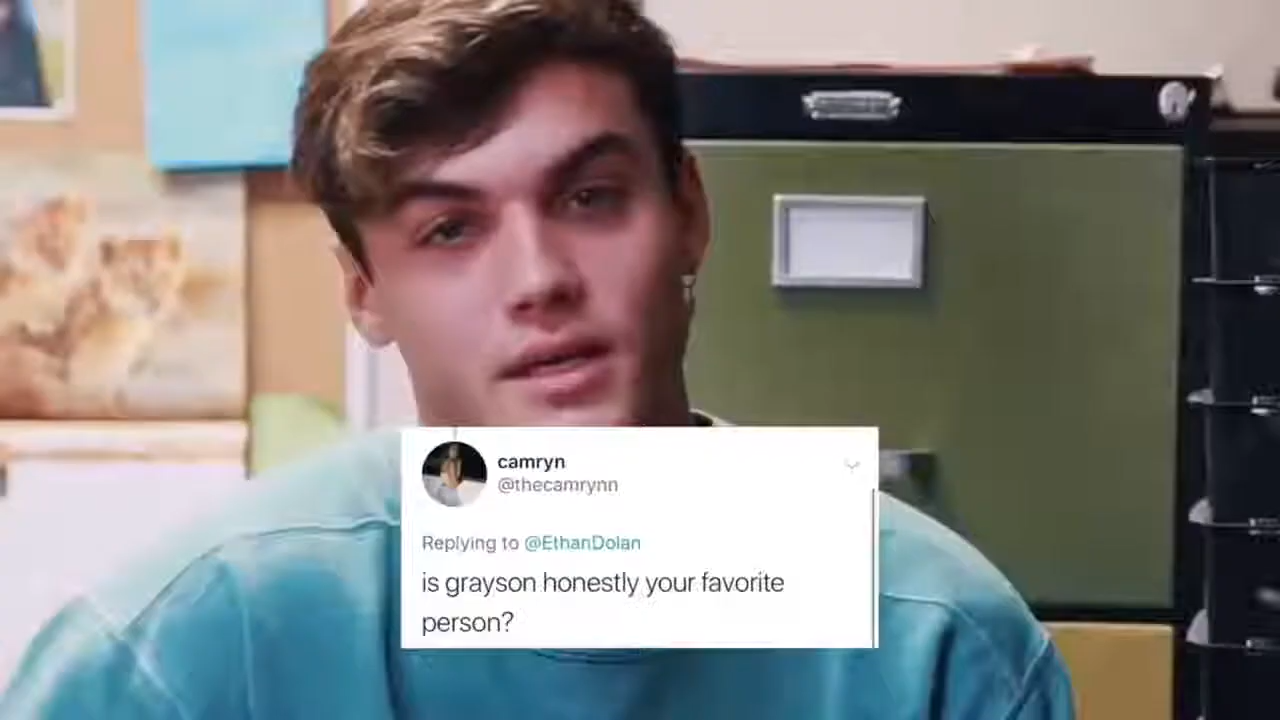 camryn
@thecamrynn
Replying to @EthanDolan
is grayson honestly your favorite
person?